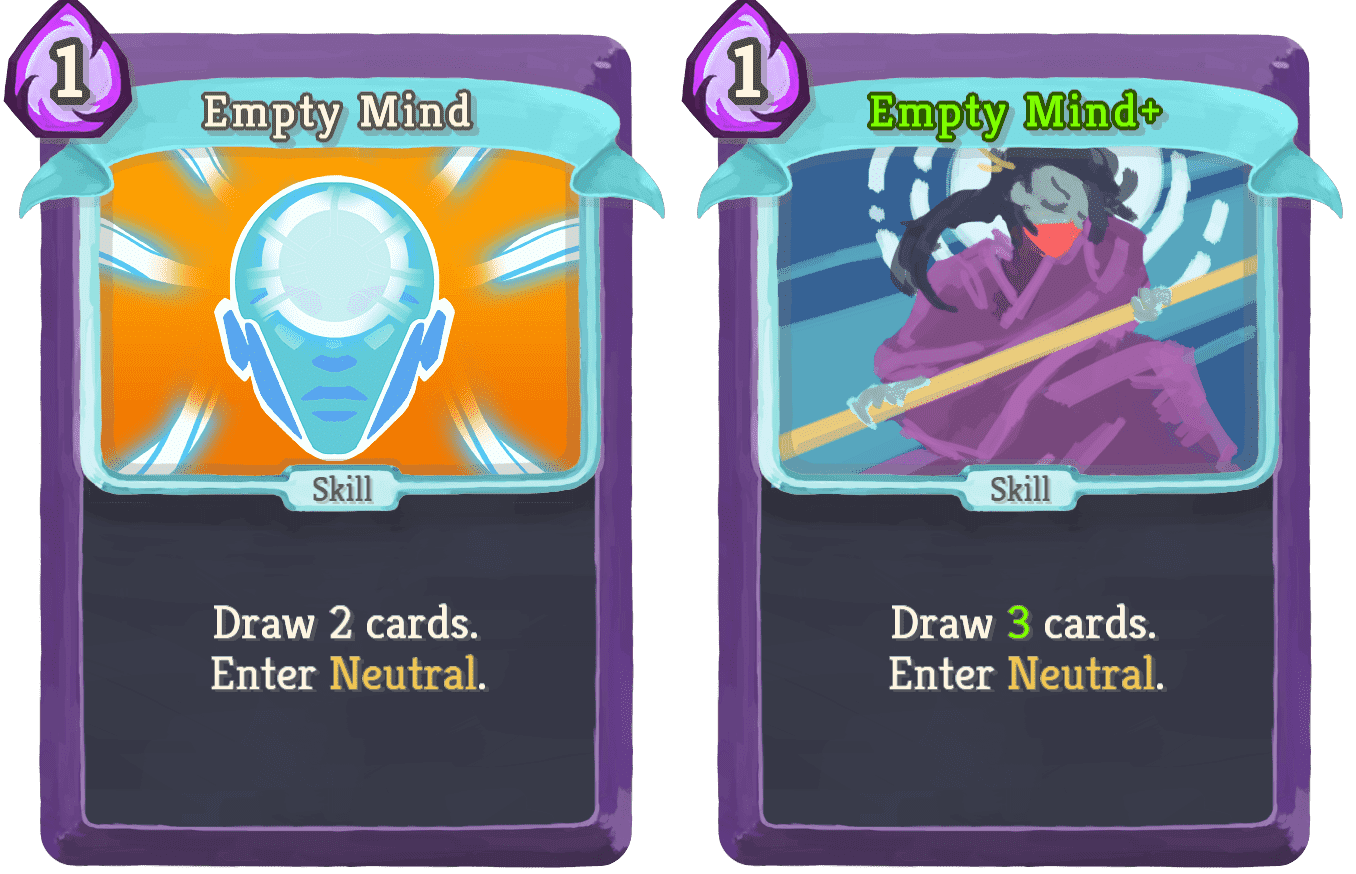 1
Empty Mind
Skill
Draw 2 cards.
Enter Neutral.
1
Empty Mind+
Skill
Draw 3 cards.
Enter Neutral.